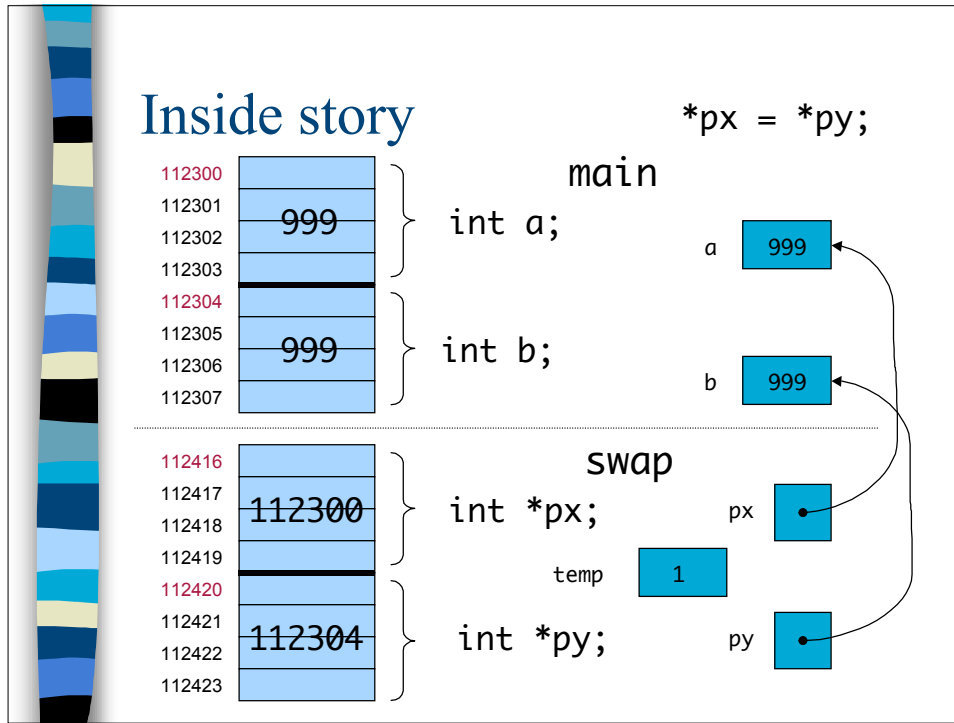 Inside story
*px = *py;
main
112300
112301
112302
112303
999
int a;
a
999
112304
112305
112306
112307
999
int b;
b
999
swap
112416
112417
112418
112419
112300
int *px;
px
temp
1
112420
112421
112422
112423
112304
int *py;
py